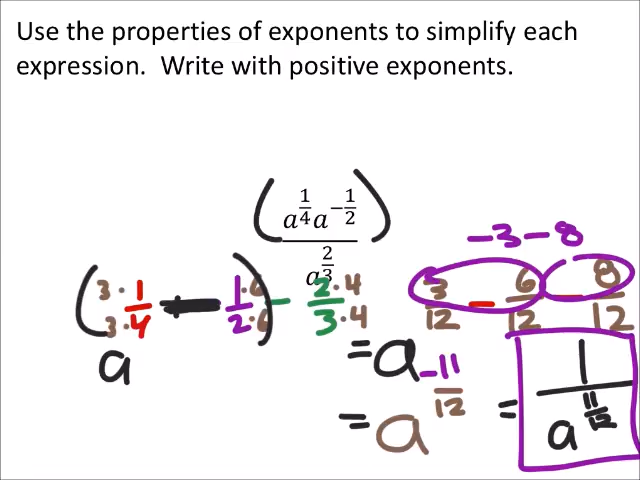 Use the properties of exponents to simplify each
expression. Write with positive exponents.
(a^{1/4} a^{-1/2}) / a^{2/3}
-3 - 8
(3·1/3·4 + - 1·6/2·6) - 2·4/3·4 3/12 - 6/12 - 8/12
a = a^{-11/12}
= a = 1/a^{11/12}